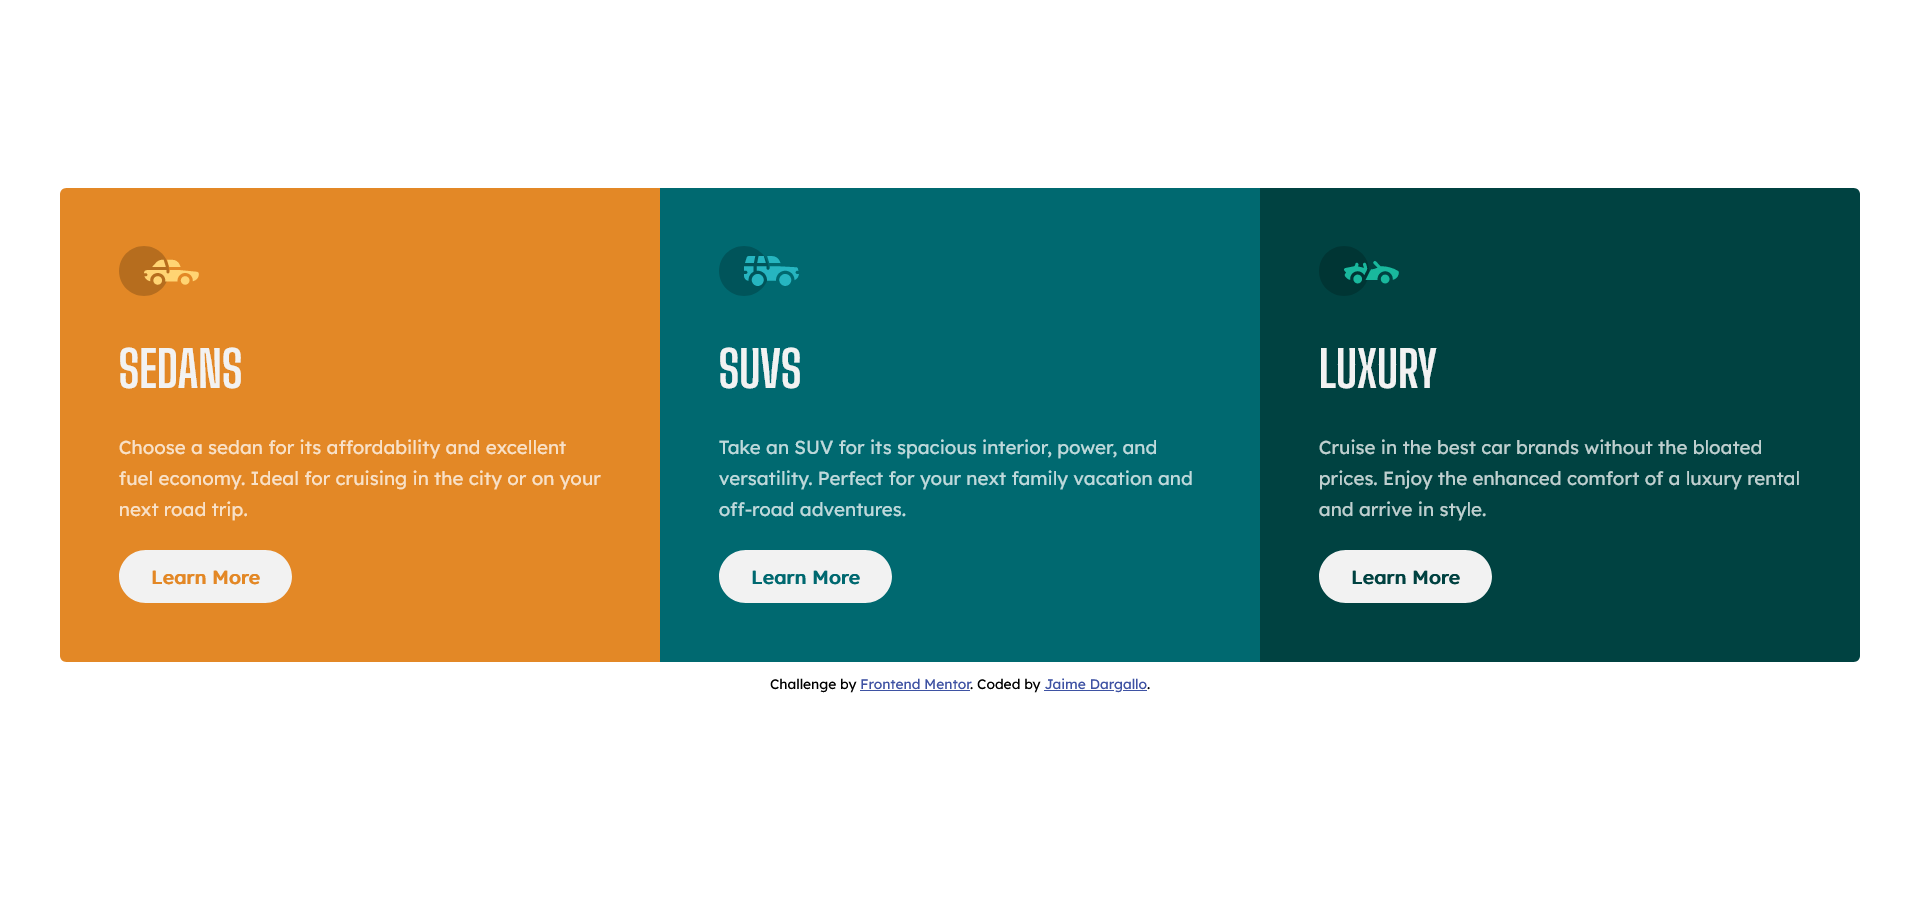 SEDANS
Choose a sedan for its affordability and excellent
fuel economy. Ideal for cruising in the city or on your
next road trip.
Learn More
SUVS
Take an SUV for its spacious interior, power, and
versatility. Perfect for your next family vacation and
off-road adventures.
Learn More
LUXURY
Cruise in the best car brands without the bloated
prices. Enjoy the enhanced comfort of a luxury rental
and arrive in style.
Learn More
Challenge by Frontend Mentor. Coded by Jaime Dargallo.